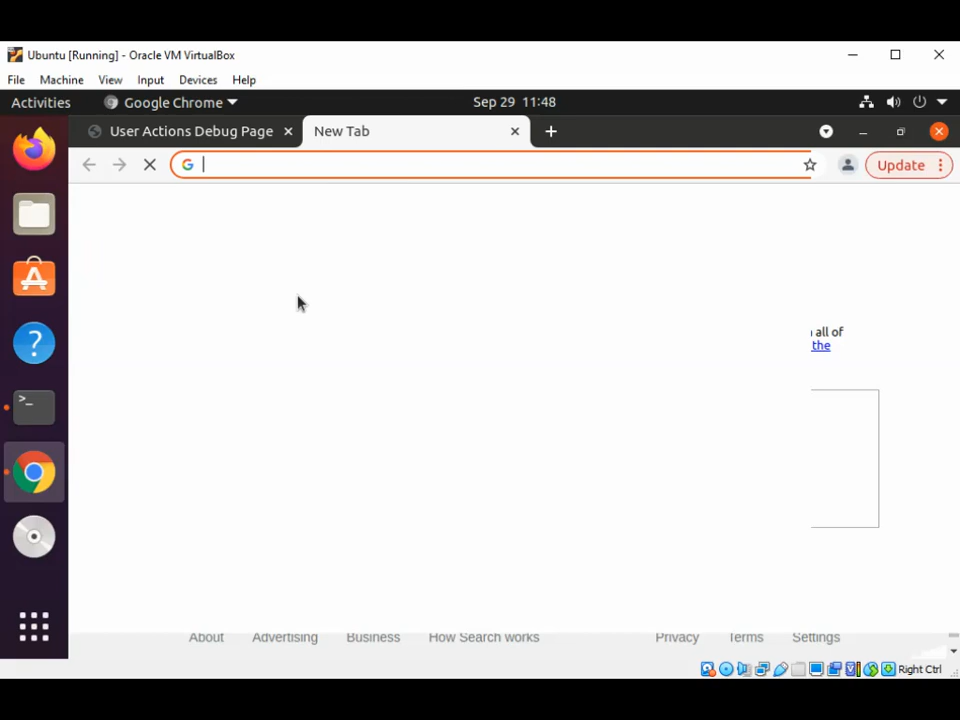 Ubuntu [Running] - Oracle VM VirtualBox
File Machine View Input Devices Help
Activities Google Chrome Sep 29 11:48
User Actions Debug Page New Tab
G
Update
all of
the
?
>_
About Advertising Business How Search works Privacy Terms Settings
Right Ctrl